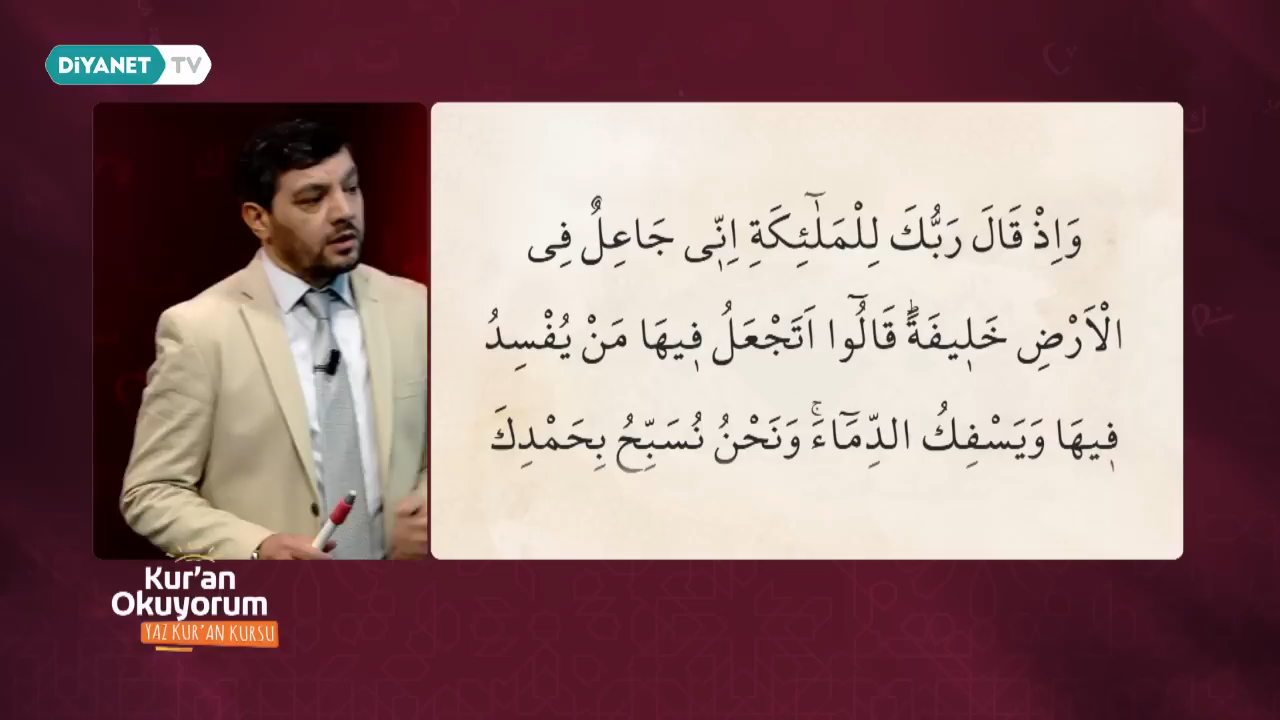 DİYANET TV
وَاِذْ قَالَ رَبُّكَ لِلْمَلٰٓئِكَةِ اِنّ۪ى جَاعِلٌ فِى
الْاَرْضِ خَل۪يفَةًۜ قَالُٓوا اَتَجْعَلُ ف۪يهَا مَنْ يُفْسِدُ
ف۪يهَا وَيَسْفِكُ الدِّمَٓاءَۚ وَنَحْنُ نُسَبِّحُ بِحَمْدِكَ
Kur'an
Okuyorum
YAZ KUR'AN KURSU